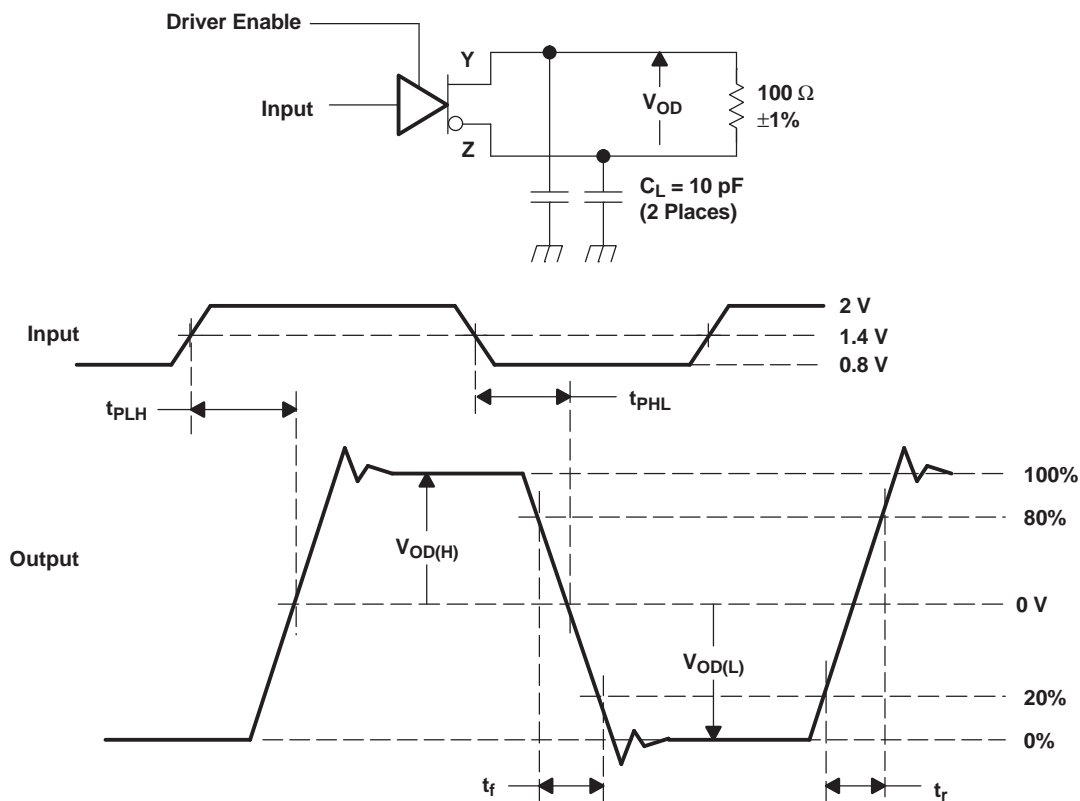 Driver Enable
Y
Input
V_OD
100 Ω
±1%
Z
C_L = 10 pF
(2 Places)
2 V
Input
1.4 V
0.8 V
t_PLH
t_PHL
100%
80%
V_OD(H)
Output
0 V
V_OD(L)
20%
0%
t_f
t_r